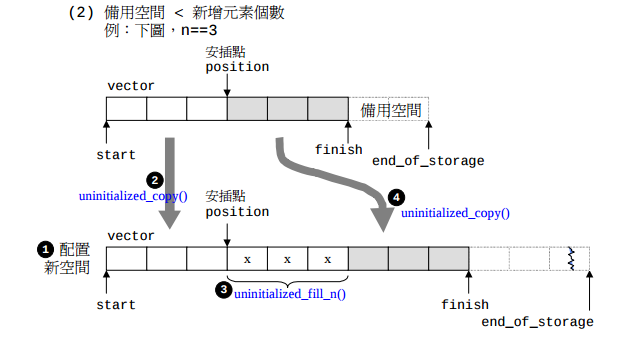 (2) 備用空間 < 新增元素個數
例：下圖，n==3
安插點
position
vector
備用空間
start
finish
end_of_storage
2
uninitialized_copy()
4
uninitialized_copy()
安插點
position
vector
1 配置
新空間
x x x
3 uninitialized_fill_n()
start
finish
end_of_storage